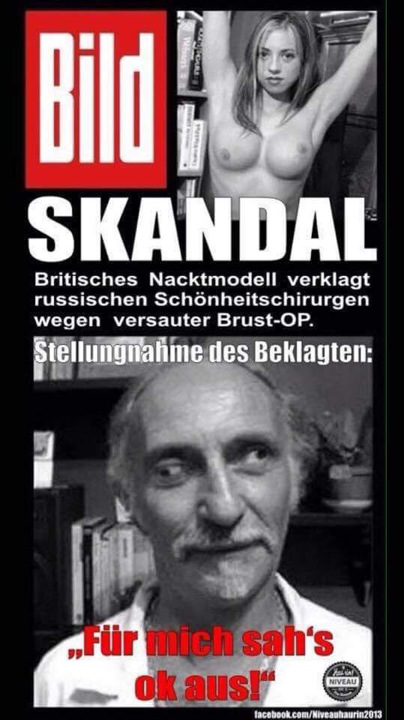 Bild
SKANDAL
Britisches Nacktmodell verklagt
russischen Schönheitschirurgen
wegen versauter Brust-OP.
Stellungnahme des Beklagten:
„Für mich sah's
ok aus!“
NIVEAU
facebook.com/Niveauhaurin2013